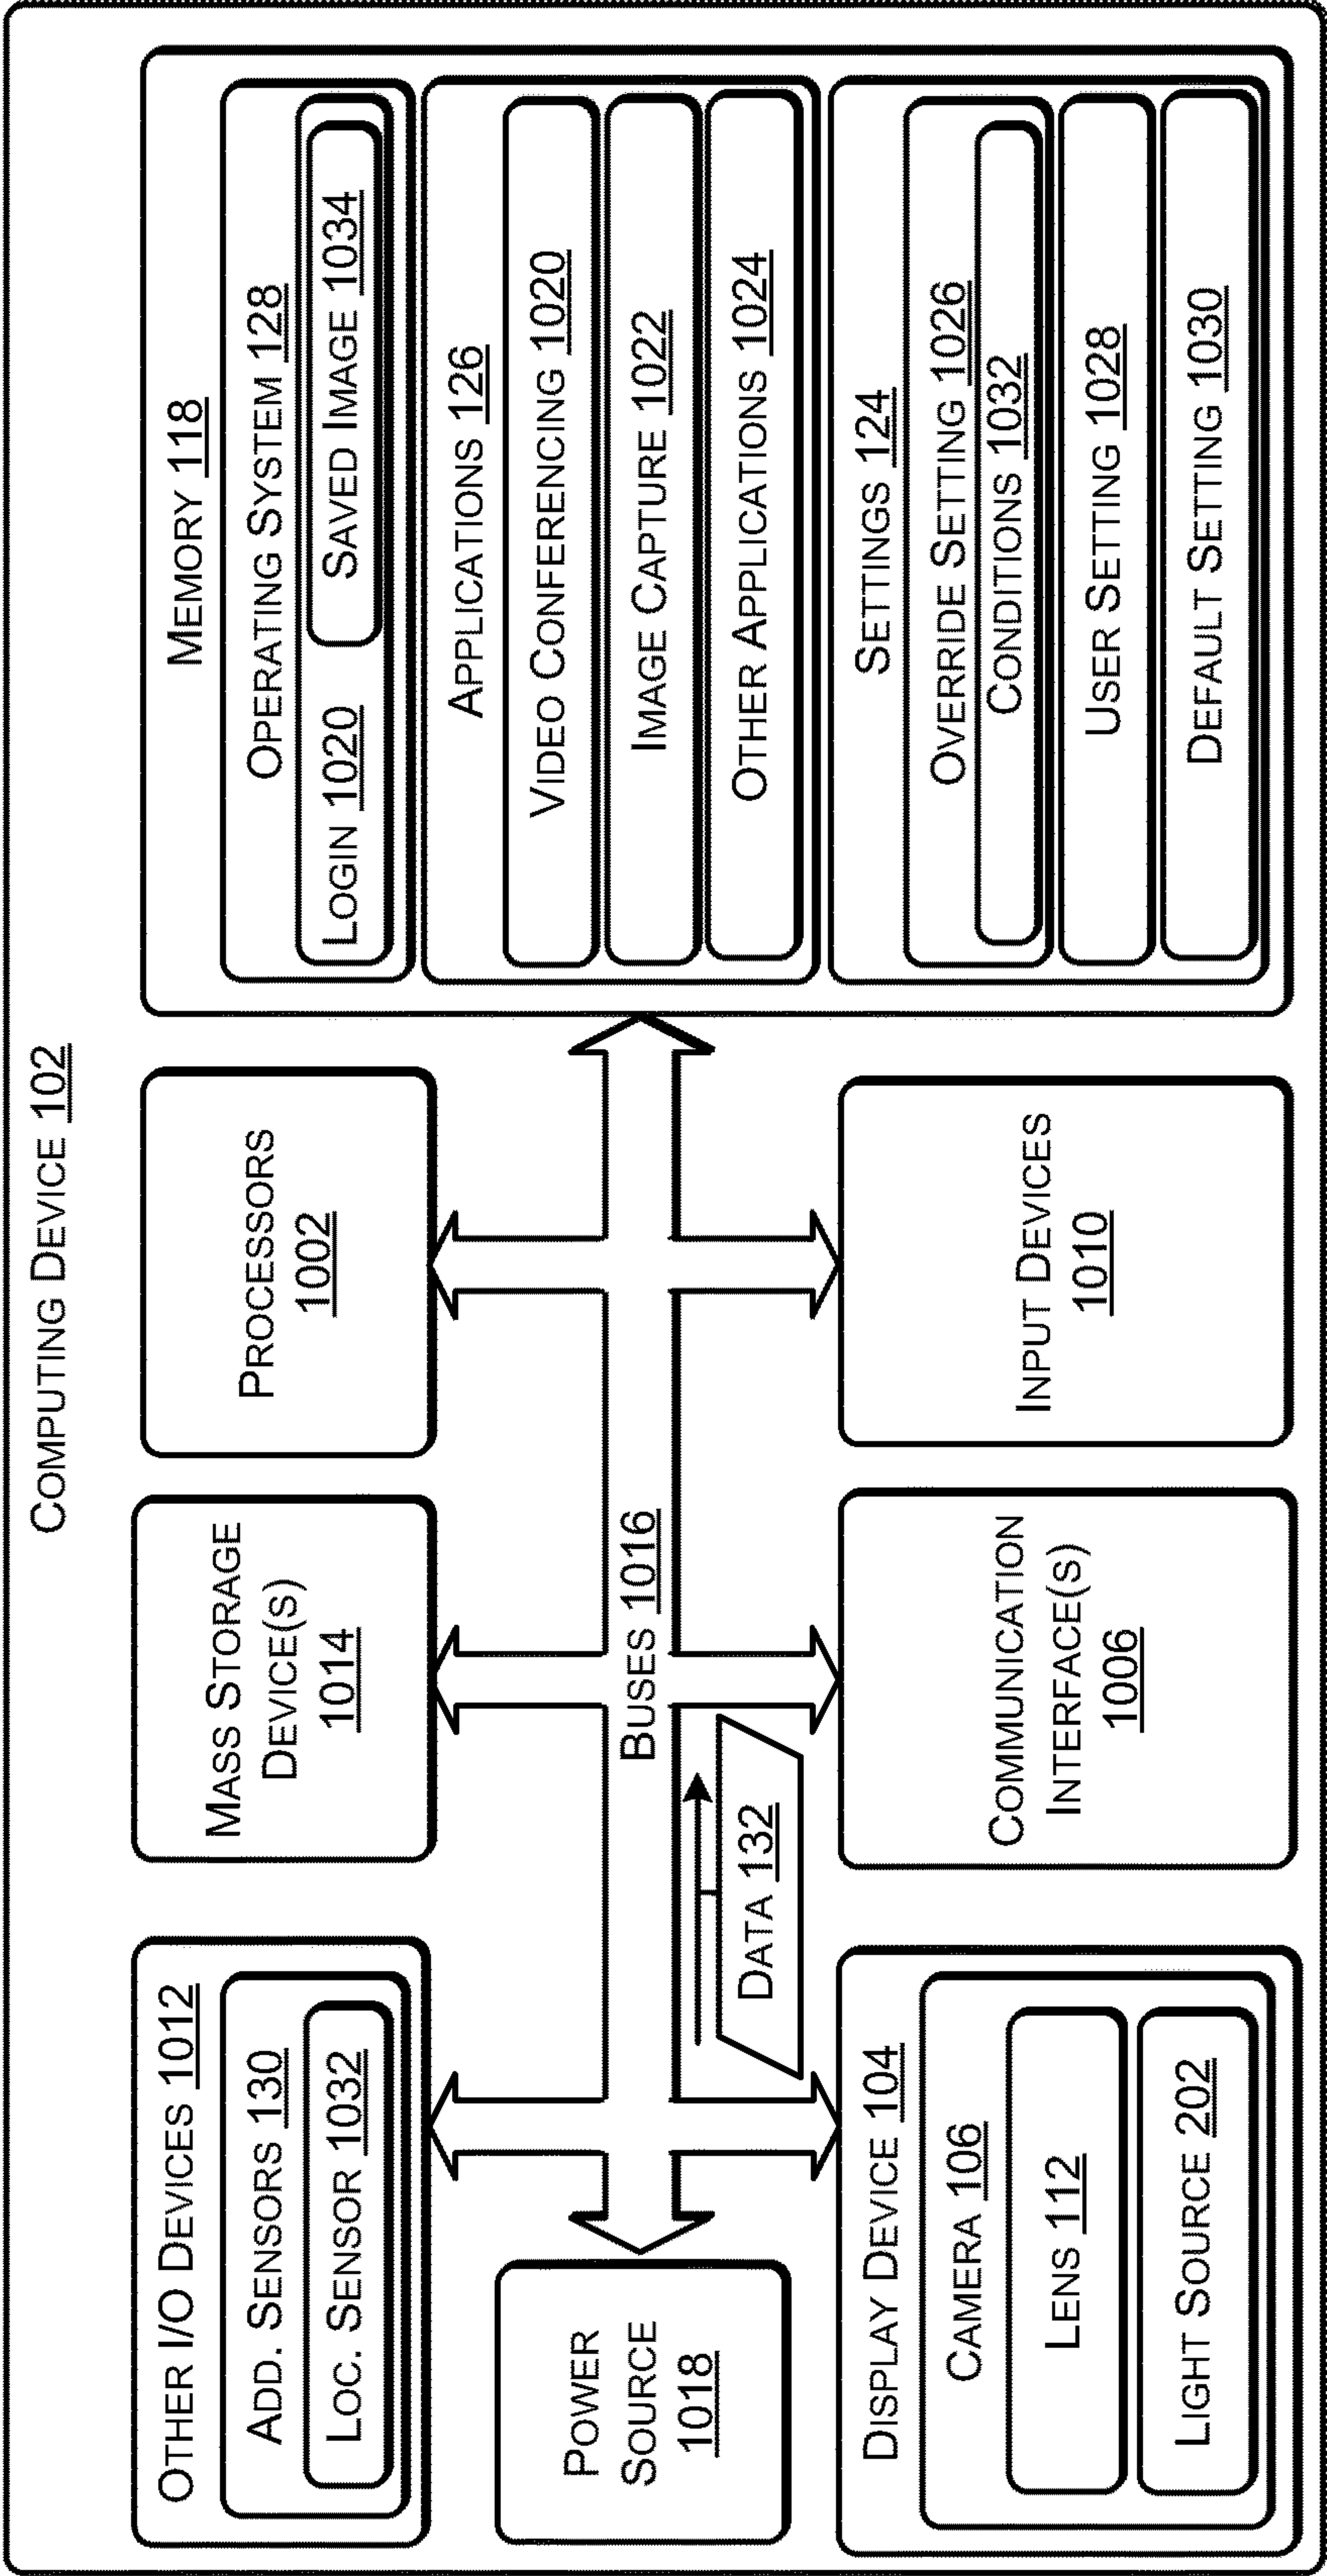 COMPUTING DEVICE 102
OTHER I/O DEVICES 1012
ADD. SENSORS 130
LOC. SENSOR 1032
MASS STORAGE
DEVICE(S)
1014
PROCESSORS
1002
MEMORY 118
OPERATING SYSTEM 128
LOGIN 1020
SAVED IMAGE 1034
APPLICATIONS 126
VIDEO CONFERENCING 1020
IMAGE CAPTURE 1022
OTHER APPLICATIONS 1024
SETTINGS 124
OVERRIDE SETTING 1026
CONDITIONS 1032
USER SETTING 1028
DEFAULT SETTING 1030
POWER
SOURCE
1018
BUSES 1016
DATA 132
DISPLAY DEVICE 104
CAMERA 106
LENS 112
LIGHT SOURCE 202
COMMUNICATION
INTERFACE(S)
1006
INPUT DEVICES
1010